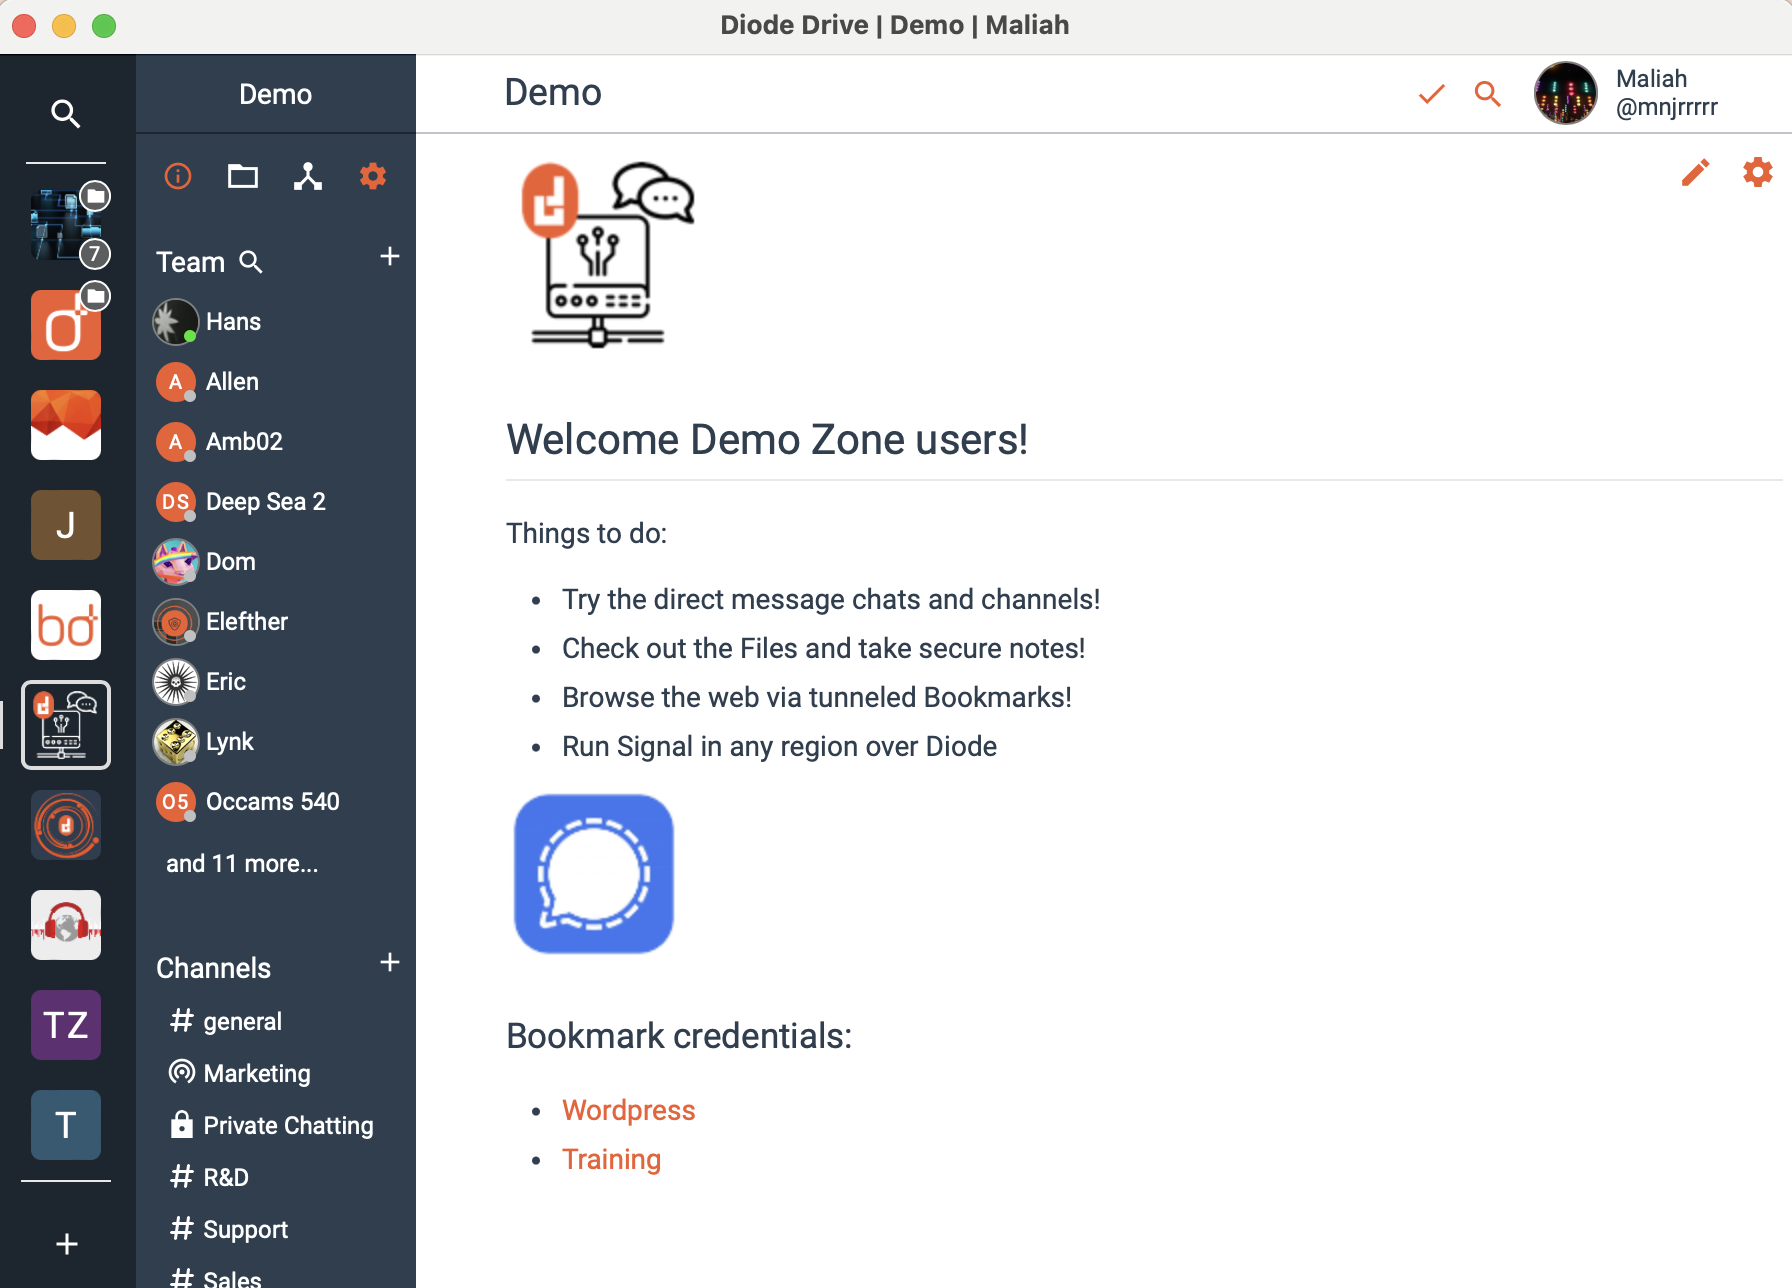 Diode Drive | Demo | Maliah
Demo
Demo
Maliah
@mnjrrrrr
7
Team
Hans
A Allen
A Amb02
DS Deep Sea 2
Dom
Elefther
Eric
Lynk
O5 Occams 540
and 11 more...
Channels
# general
Marketing
Private Chatting
# R&D
# Support
# Sales
J
bd
TZ
T
Welcome Demo Zone users!
Things to do:
• Try the direct message chats and channels!
• Check out the Files and take secure notes!
• Browse the web via tunneled Bookmarks!
• Run Signal in any region over Diode
Bookmark credentials:
• Wordpress
• Training